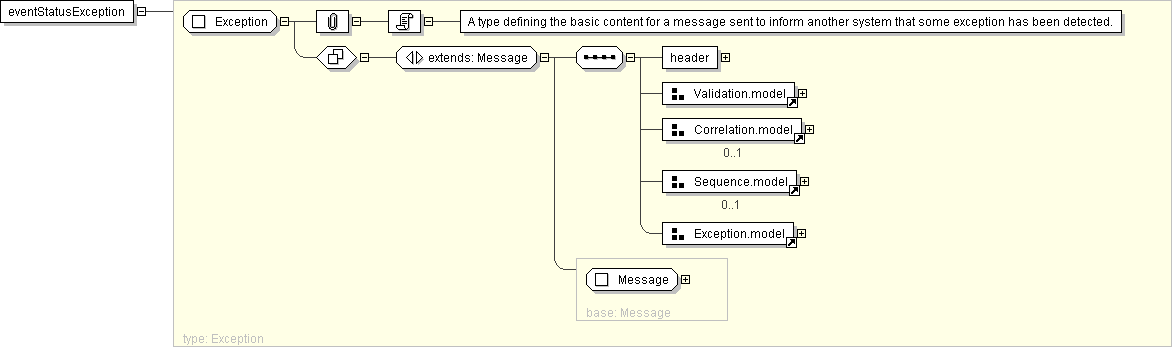 eventStatusException
Exception
A type defining the basic content for a message sent to inform another system that some exception has been detected.
extends: Message
header
Validation.model
Correlation.model
0..1
Sequence.model
0..1
Exception.model
Message
base: Message
type: Exception